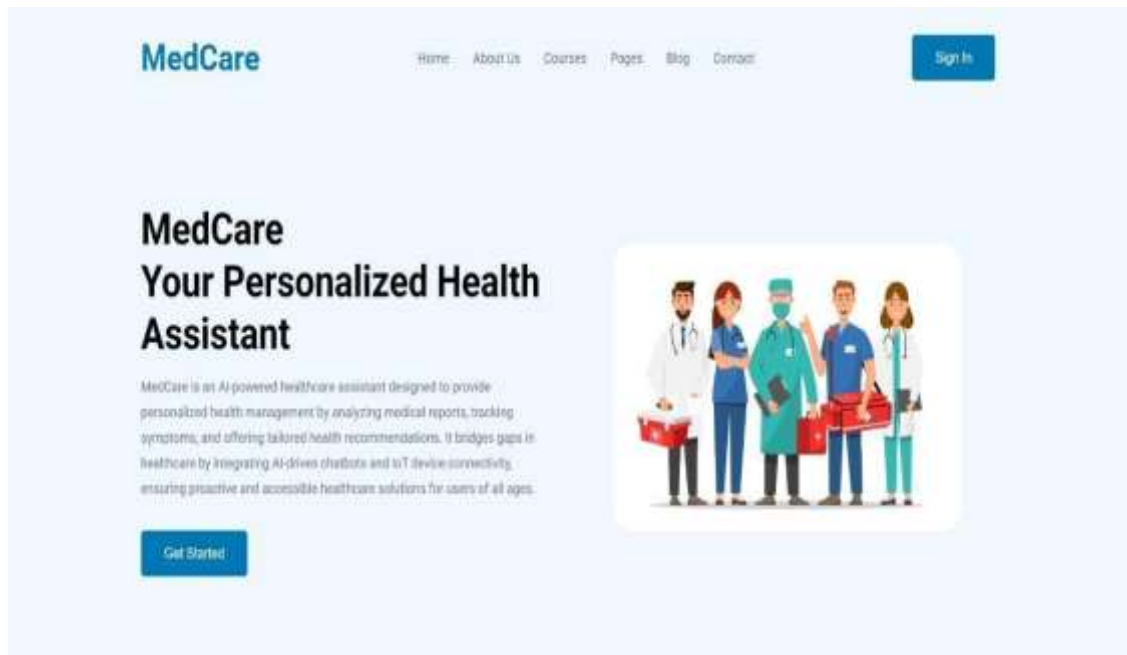 MedCare
Home About Us Courses Pages Blog Contact
Sign In
MedCare
Your Personalized Health
Assistant
MedCare is an AI-powered healthcare assistant designed to provide
personalized health management by analyzing medical reports, tracking
symptoms, and offering tailored health recommendations. It bridges gaps in
healthcare by integrating AI-driven chatbots and IoT device connectivity,
ensuring proactive and accessible healthcare solutions for users of all ages.
Get Started